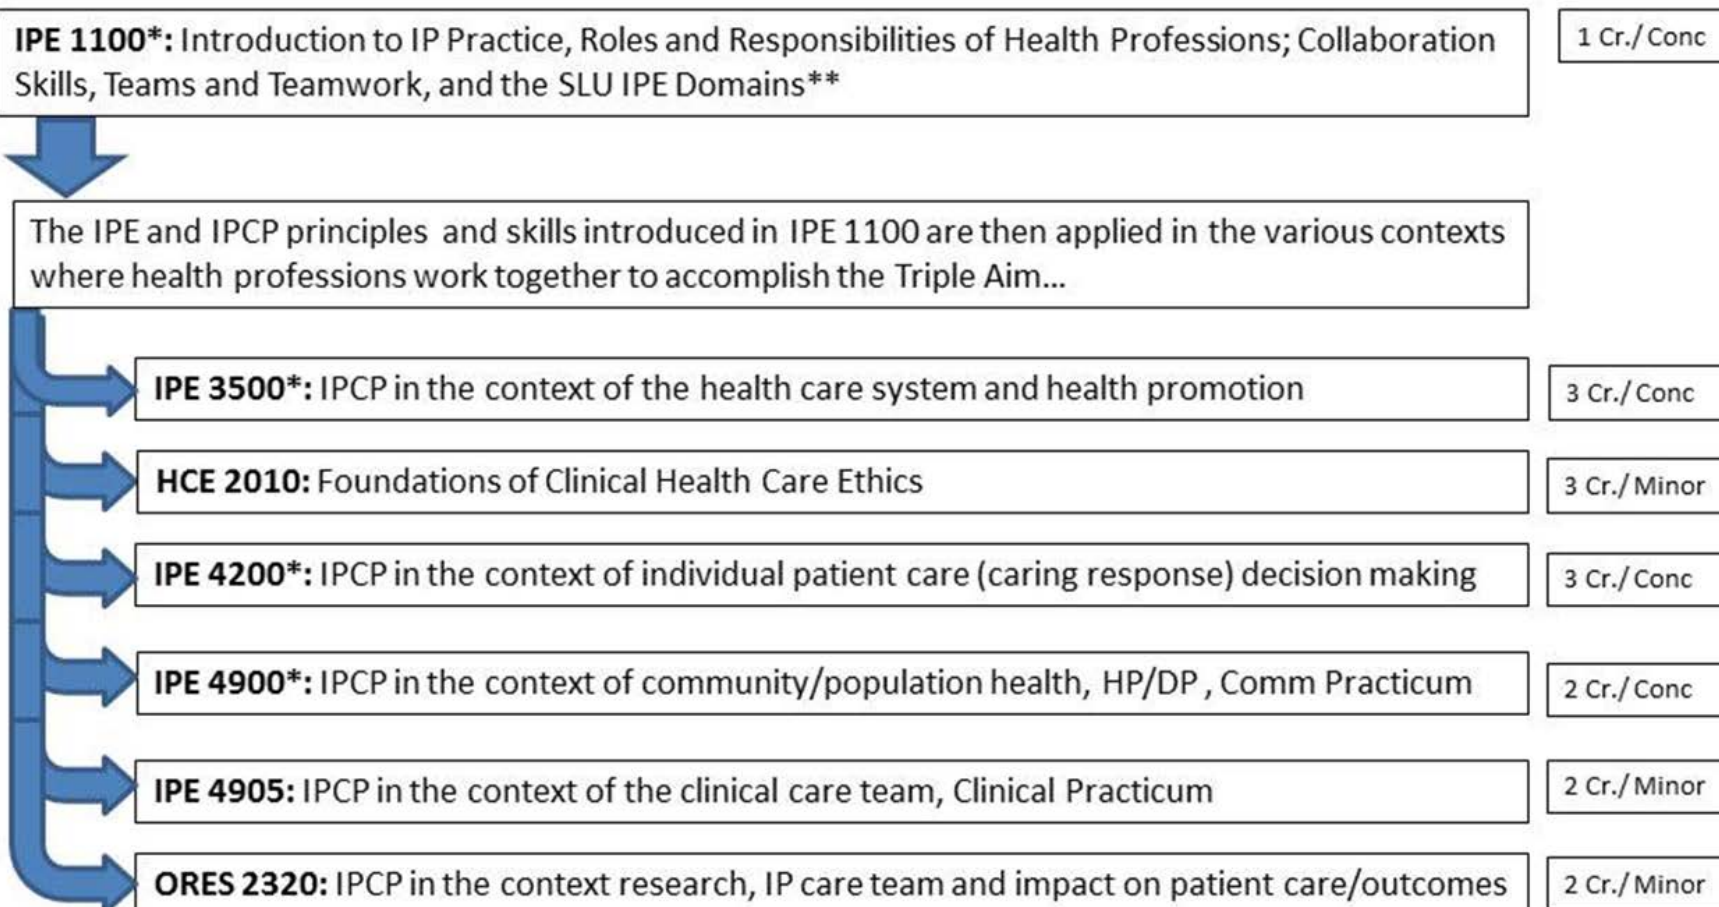 IPE 1100*: Introduction to IP Practice, Roles and Responsibilities of Health Professions; Collaboration
Skills, Teams and Teamwork, and the SLU IPE Domains**
1 Cr./ Conc
The IPE and IPCP principles and skills introduced in IPE 1100 are then applied in the various contexts
where health professions work together to accomplish the Triple Aim...
IPE 3500*: IPCP in the context of the health care system and health promotion
3 Cr./ Conc
HCE 2010: Foundations of Clinical Health Care Ethics
3 Cr./ Minor
IPE 4200*: IPCP in the context of individual patient care (caring response) decision making
3 Cr./ Conc
IPE 4900*: IPCP in the context of community/population health, HP/DP , Comm Practicum
2 Cr./ Conc
IPE 4905: IPCP in the context of the clinical care team, Clinical Practicum
2 Cr./ Minor
ORES 2320: IPCP in the context research, IP care team and impact on patient care/outcomes
2 Cr./ Minor